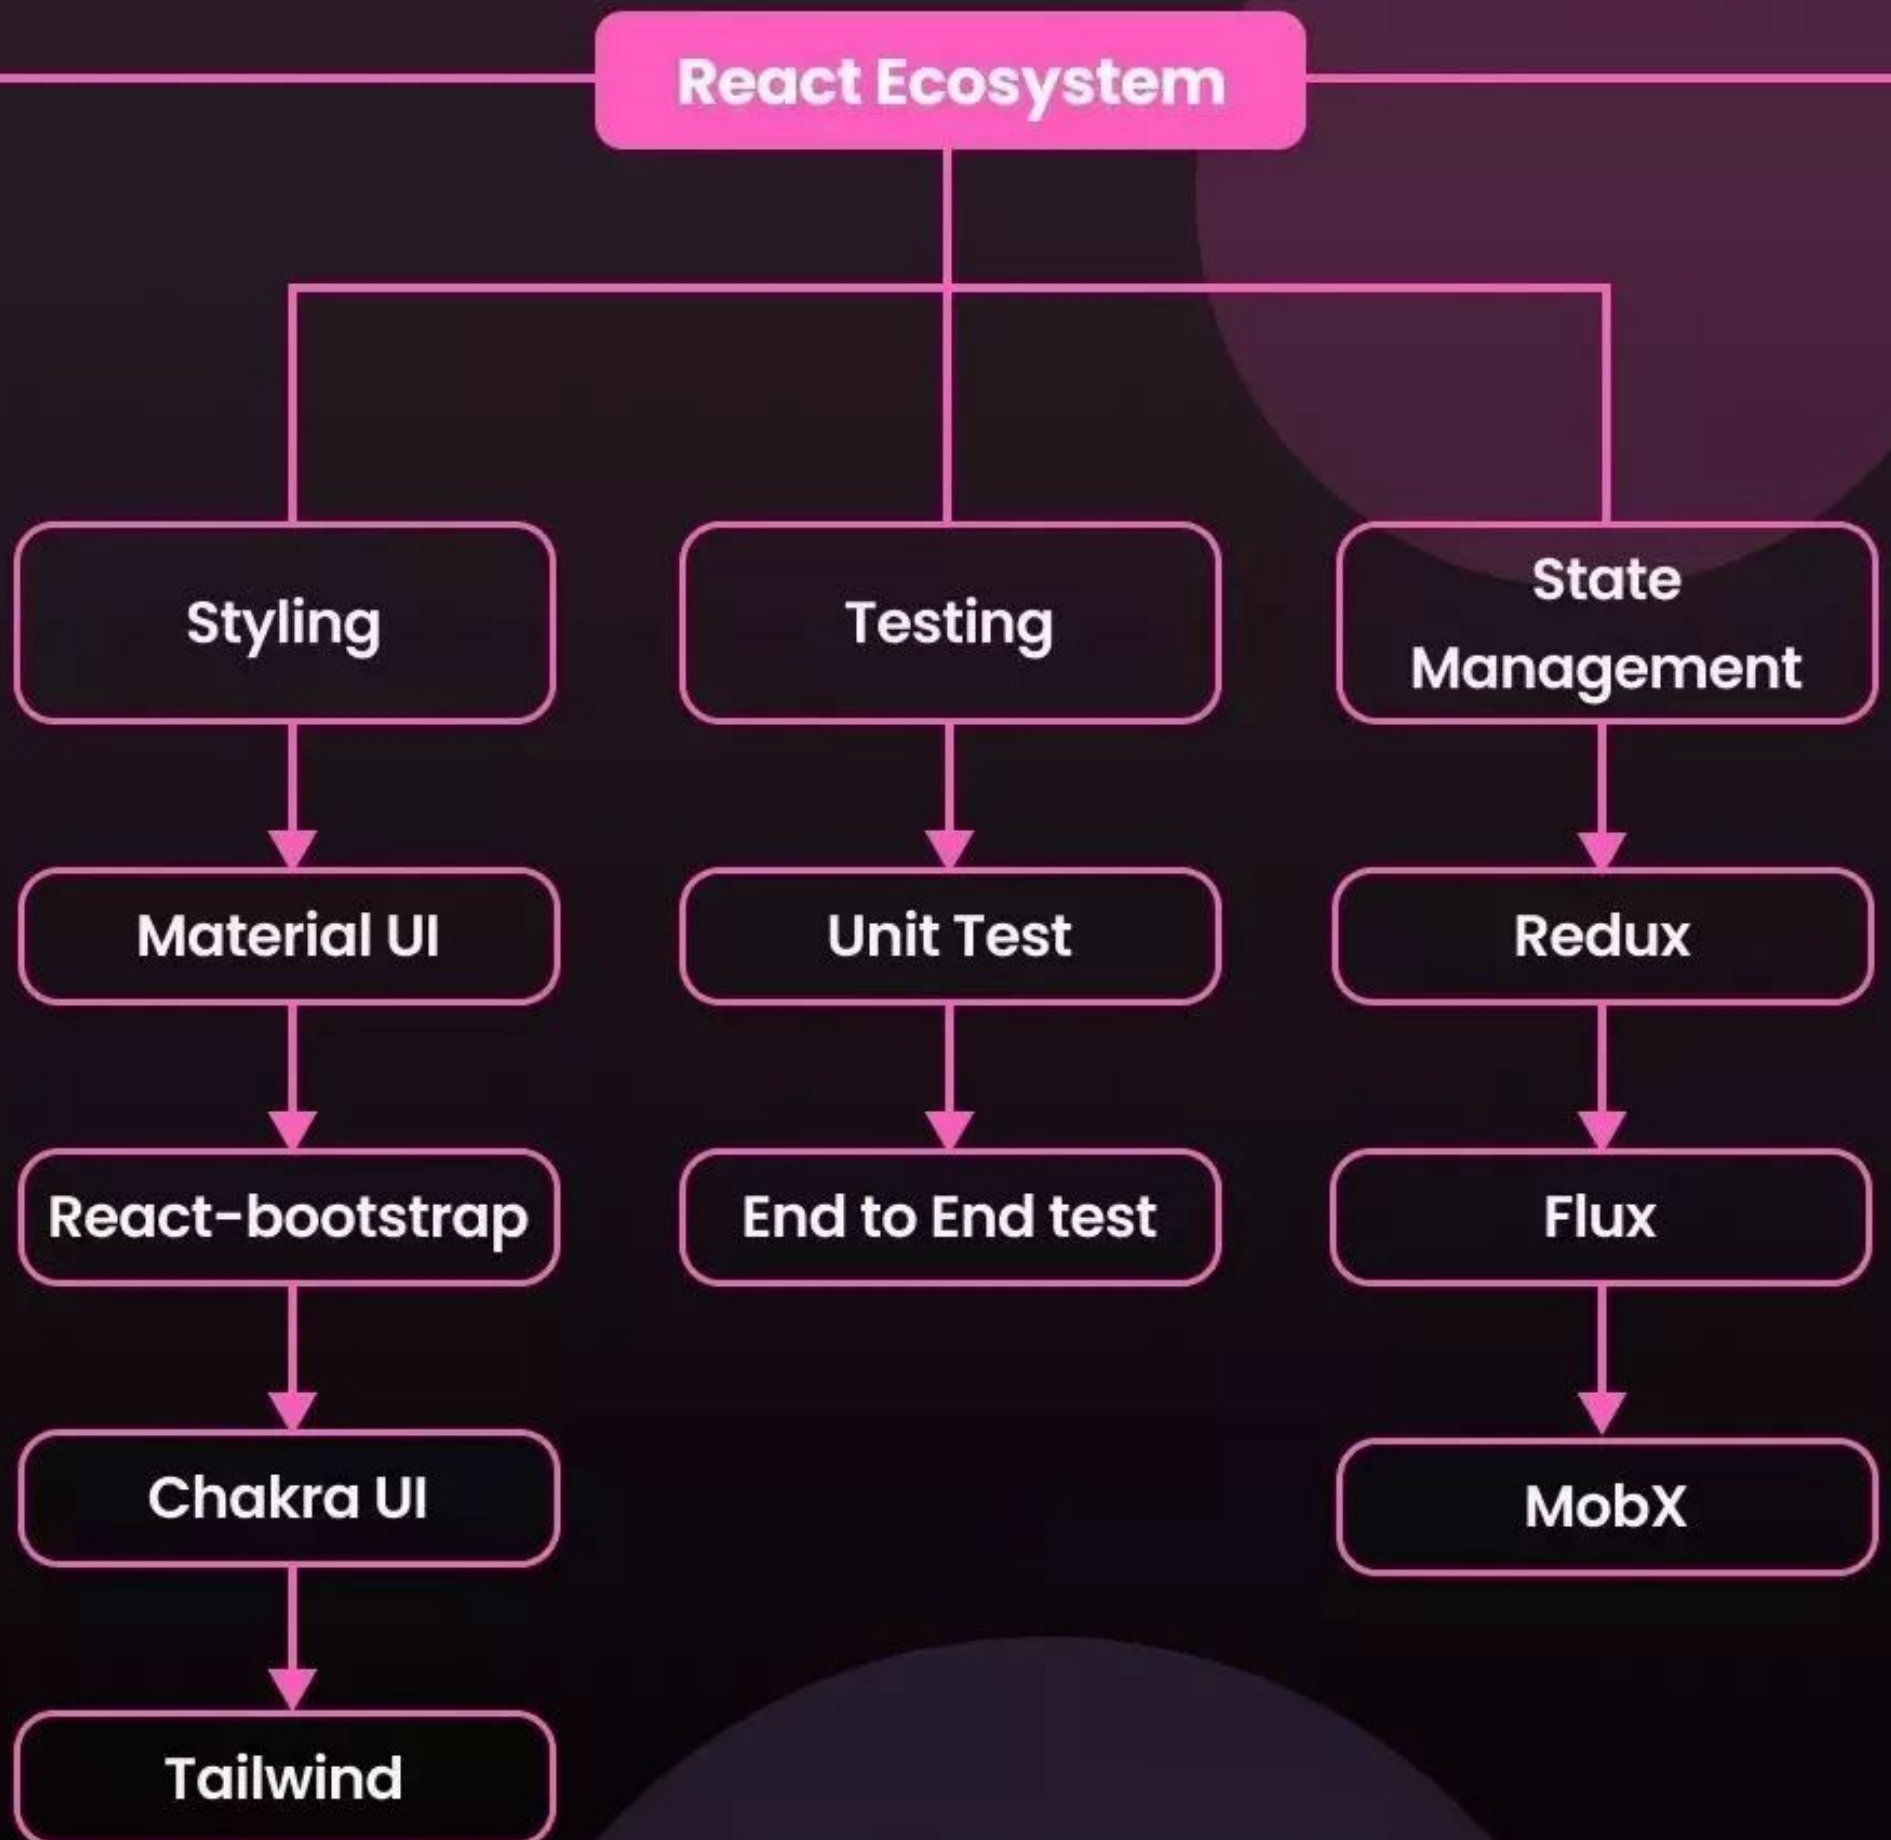 React Ecosystem
Styling
Testing
State
Management
Material UI
Unit Test
Redux
React-bootstrap
End to End test
Flux
Chakra UI
MobX
Tailwind